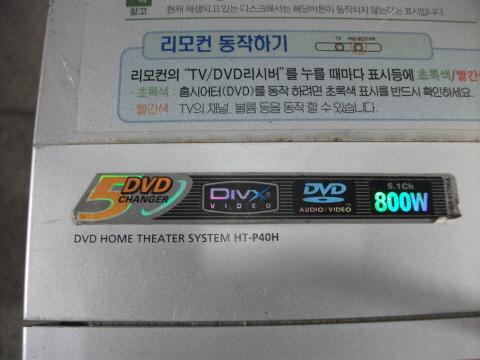 참고
현재 재생되고 있는 디스크에서는 해당버튼이 동작되지 않는다는 표시입니다.
리모컨 동작하기
TV DVD RECEIVER
리모컨의 "TV/DVD리시버"를 누를 때마다 표시등에 초록색/빨간
- 초록색 : 홈시어터(DVD)를 동작 하려면 초록색 표시를 반드시 확인하세요.
빨간색 : TV의 채널, 볼륨 등을 동작 할 수 있습니다.
5 DVD CHANGER
DivX®
VIDEO
DVD
AUDIO/VIDEO
5.1Ch
800W
DVD HOME THEATER SYSTEM HT-P40H